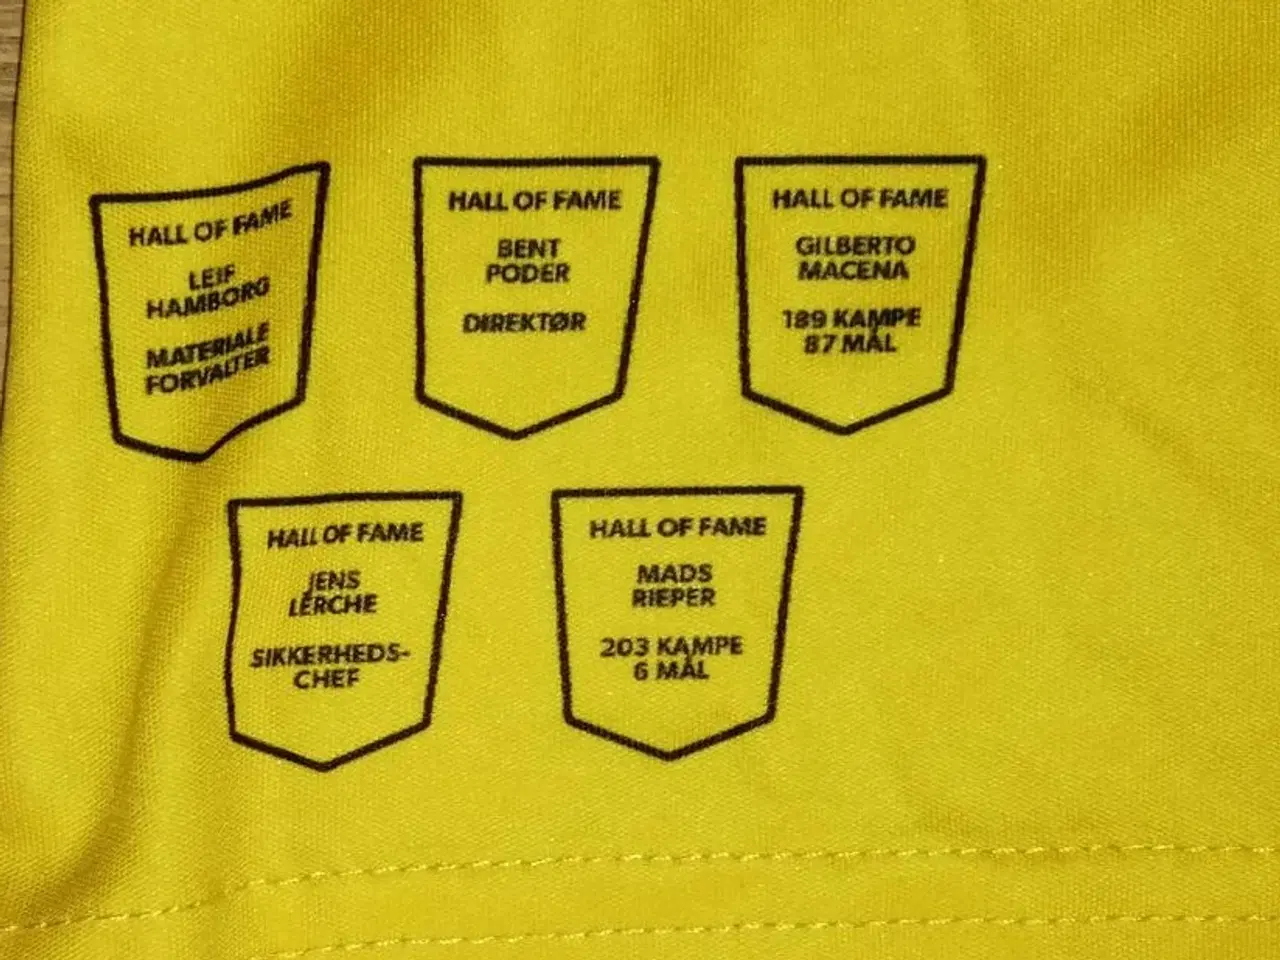 HALL OF FAME
LEIF
HAMBORG
MATERIALE
FORVALTER
HALL OF FAME
BENT
PODER
DIREKTØR
HALL OF FAME
GILBERTO
MACENA
189 KAMPE
87 MÅL
HALL OF FAME
JENS
LERCHE
SIKKERHEDS-
CHEF
HALL OF FAME
MADS
RIEPER
203 KAMPE
6 MÅL